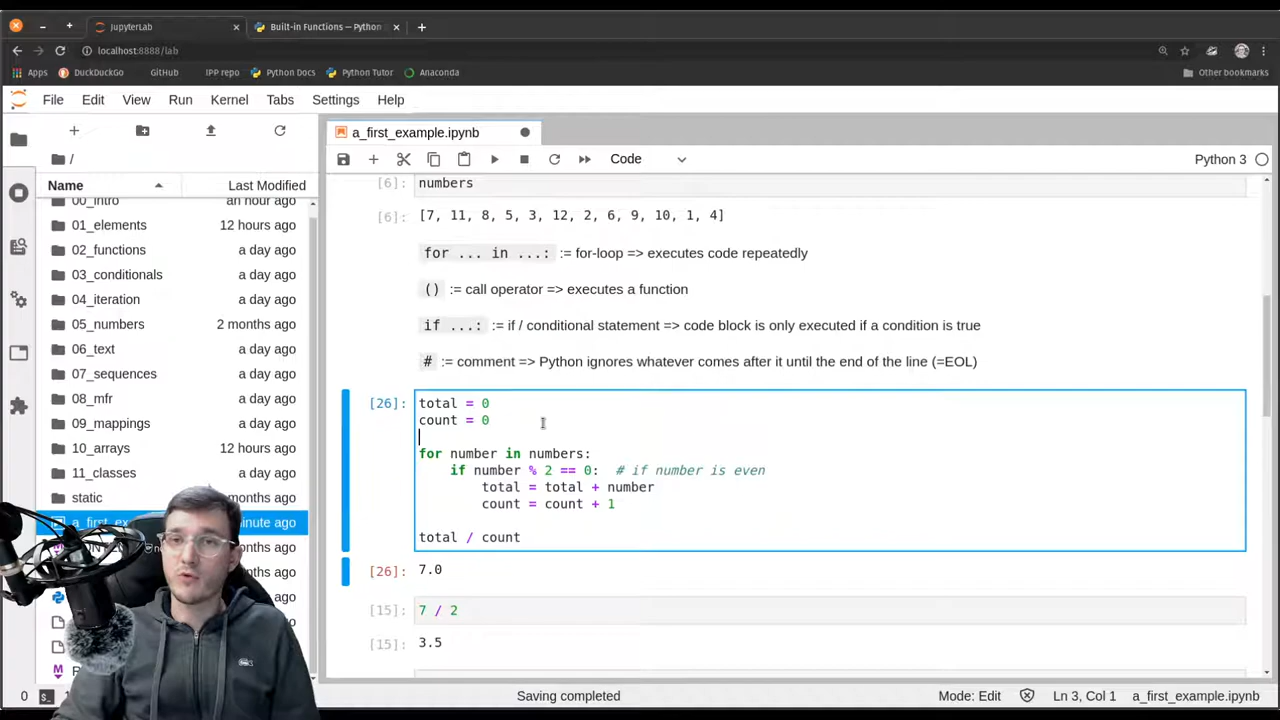 JupyterLab
Built-in Functions — Python
localhost:8888/lab
Apps DuckDuckGo GitHub IPP repo Python Docs Python Tutor Anaconda Other bookmarks
File Edit View Run Kernel Tabs Settings Help
a_first_example.ipynb
/
Code
Python 3
Name Last Modified
00_intro an hour ago
01_elements 12 hours ago
02_functions a day ago
03_conditionals a day ago
04_iteration a day ago
05_numbers 2 months ago
06_text a day ago
07_sequences a day ago
08_mfr a day ago
09_mappings a day ago
10_arrays 12 hours ago
11_classes a day ago
static months ago
a_first_ex minute ago
months ago
months ago
ago
ago
ago
ago
[6]: numbers
[6]: [7, 11, 8, 5, 3, 12, 2, 6, 9, 10, 1, 4]
for ... in ...: := for-loop => executes code repeatedly
() := call operator => executes a function
if ...: := if / conditional statement => code block is only executed if a condition is true
# := comment => Python ignores whatever comes after it until the end of the line (=EOL)
[26]: total = 0
count = 0
for number in numbers:
if number % 2 == 0: # if number is even
total = total + number
count = count + 1
total / count
[26]: 7.0
[15]: 7 / 2
[15]: 3.5
0 Saving completed Mode: Edit Ln 3, Col 1 a_first_example.ipynb